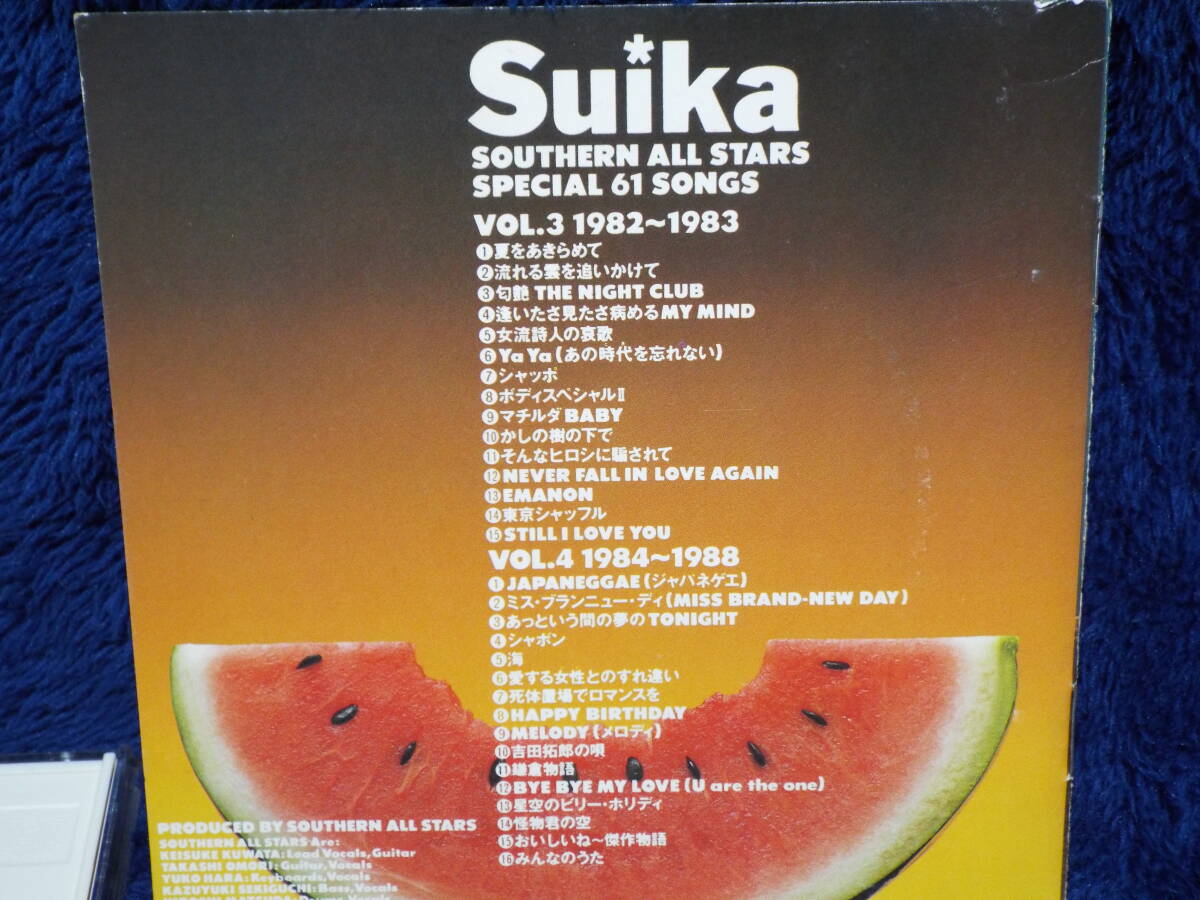 Suika
SOUTHERN ALL STARS
SPECIAL 61 SONGS
VOL.3 1982~1983
①夏をあきらめて
②流れる雲を追いかけて
③匂艶 THE NIGHT CLUB
④逢いたさ見たさ病めるMY MIND
⑤女流詩人の哀歌
⑥Ya Ya(あの時代を忘れない)
⑦シャッポ
⑧ボディスペシャルII
⑨マチルダBABY
⑩かしの樹の下で
⑪そんなヒロシに騙されて
⑫NEVER FALL IN LOVE AGAIN
⑬EMANON
⑭東京シャッフル
⑮STILL I LOVE YOU
VOL.4 1984~1988
①JAPANEGGAE(ジャパネゲエ)
②ミス・ブランニュー・デイ(MISS BRAND-NEW DAY)
③あっという間の夢のTONIGHT
④シャボン
⑤海
⑥愛する女性とのすれ違い
⑦死体置場でロマンスを
⑧HAPPY BIRTHDAY
⑨MELODY(メロディ)
⑩吉田拓郎の唄
⑪鎌倉物語
⑫BYE BYE MY LOVE(U are the one)
⑬星空のビリー・ホリデイ
⑭怪物君の空
⑮おいしいね~傑作物語
⑯みんなのうた
PRODUCED BY SOUTHERN ALL STARS
SOUTHERN ALL STARS Are:
KEISUKE KUWATA:Lead Vocals,Guitar
TAKASHI OMORI:Guitar,Vocals
YUKO HARA:Keyboards,Vocals
KAZUYUKI SEKIGUCHI:Bass,Vocals